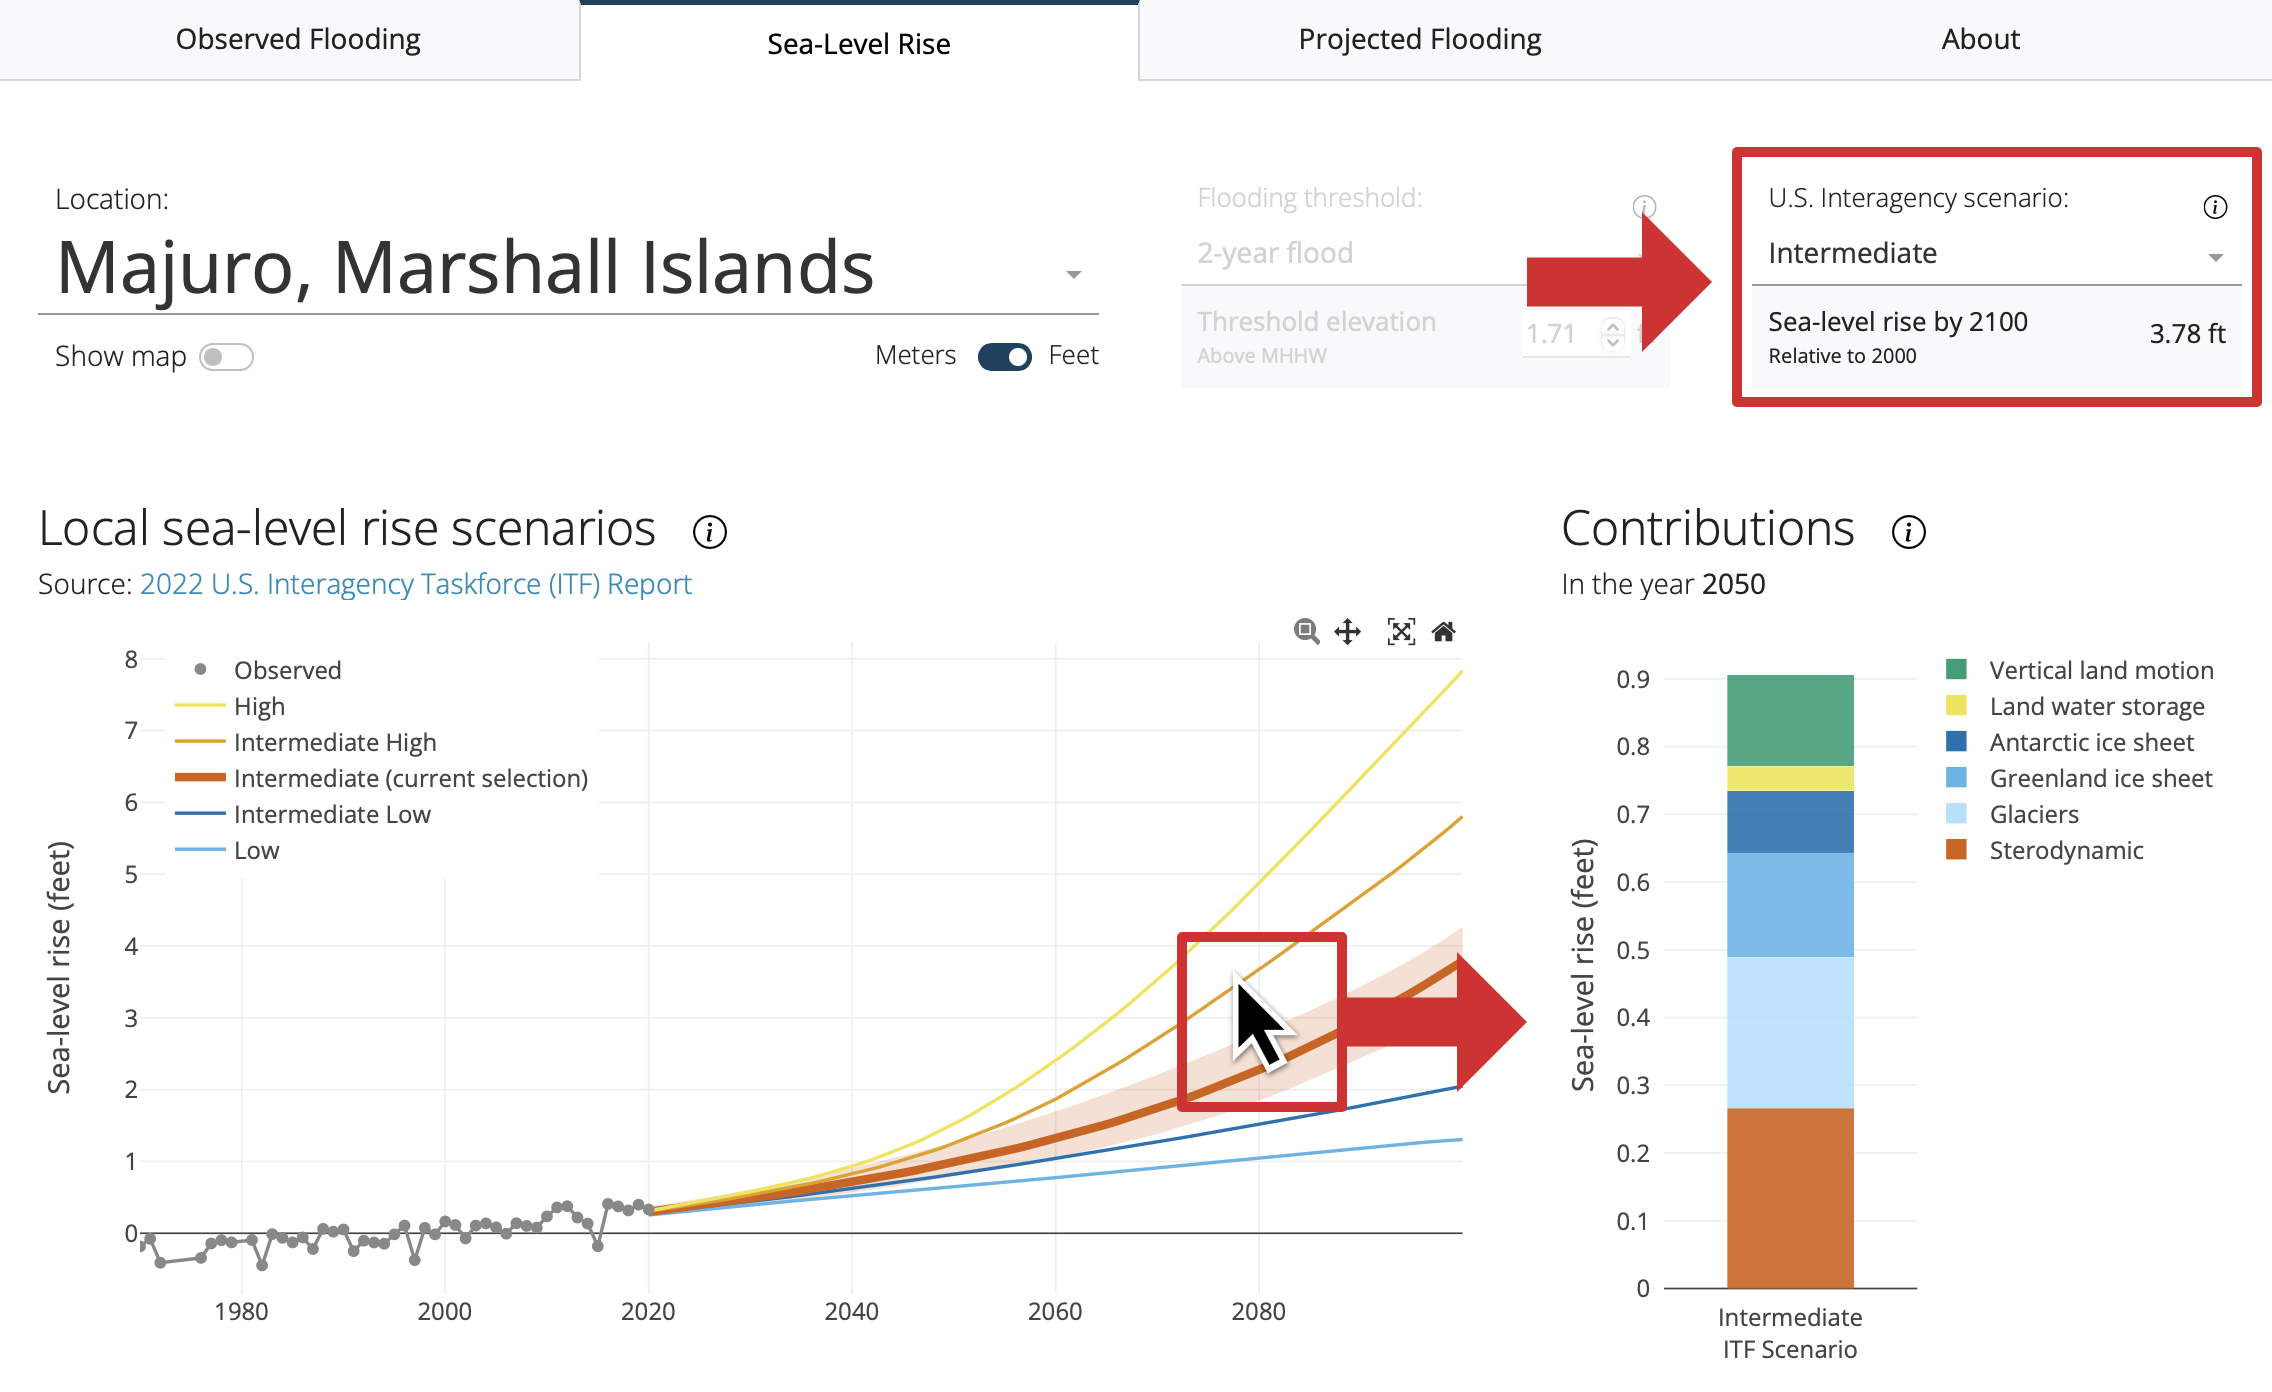 Observed Flooding
Sea-Level Rise
Projected Flooding
About
Location:
Majuro, Marshall Islands
Show map
Meters
Feet
Flooding threshold:
2-year flood
Threshold elevation
Above MHHW
1.71
U.S. Interagency scenario:
Intermediate
Sea-level rise by 2100
Relative to 2000
3.78 ft
Local sea-level rise scenarios
Source: 2022 U.S. Interagency Taskforce (ITF) Report
Sea-level rise (feet)
8
7
6
5
4
3
2
1
0
Observed
High
Intermediate High
Intermediate (current selection)
Intermediate Low
Low
1980
2000
2020
2040
2060
2080
Contributions
In the year 2050
Sea-level rise (feet)
0.9
0.8
0.7
0.6
0.5
0.4
0.3
0.2
0.1
0
Vertical land motion
Land water storage
Antarctic ice sheet
Greenland ice sheet
Glaciers
Sterodynamic
Intermediate
ITF Scenario